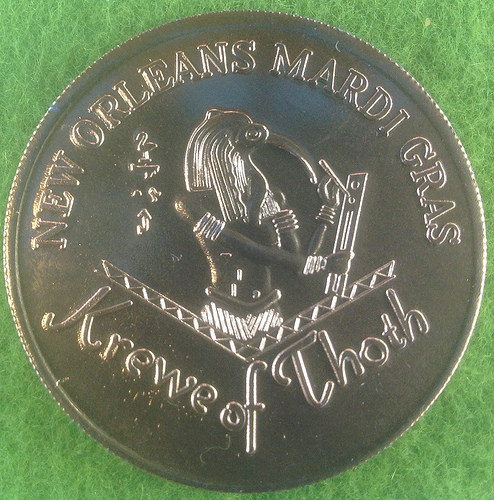 NEW ORLEANS MARDI GRAS
Krewe of Thoth